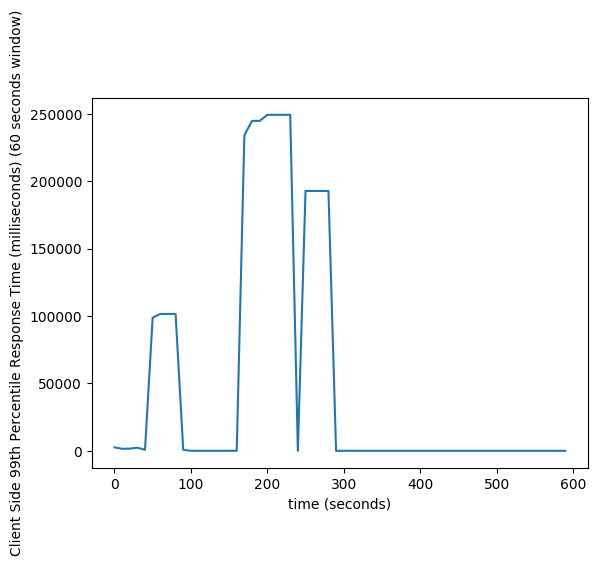 Client Side 99th Percentile Response Time (milliseconds) (60 seconds window)
250000
200000
150000
100000
50000
0
0 100 200 300 400 500 600
time (seconds)